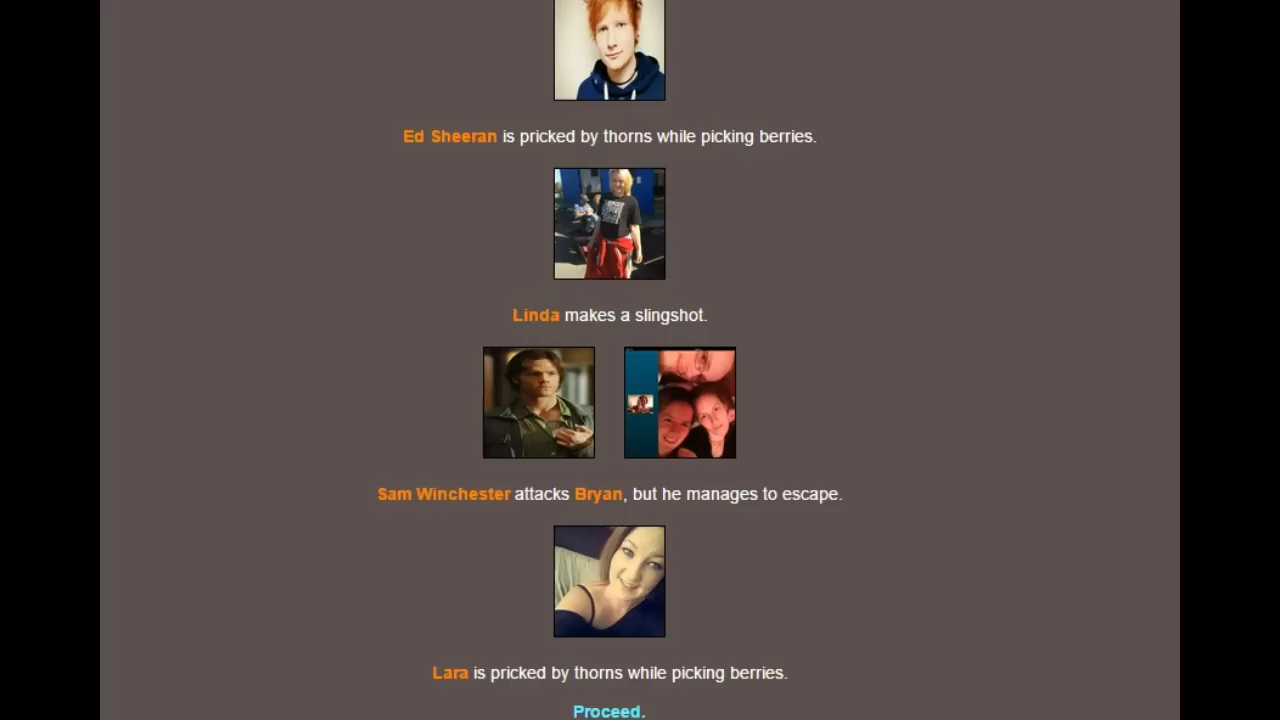 Ed Sheeran is pricked by thorns while picking berries.
Linda makes a slingshot.
Sam Winchester attacks Bryan, but he manages to escape.
Lara is pricked by thorns while picking berries.
Proceed.